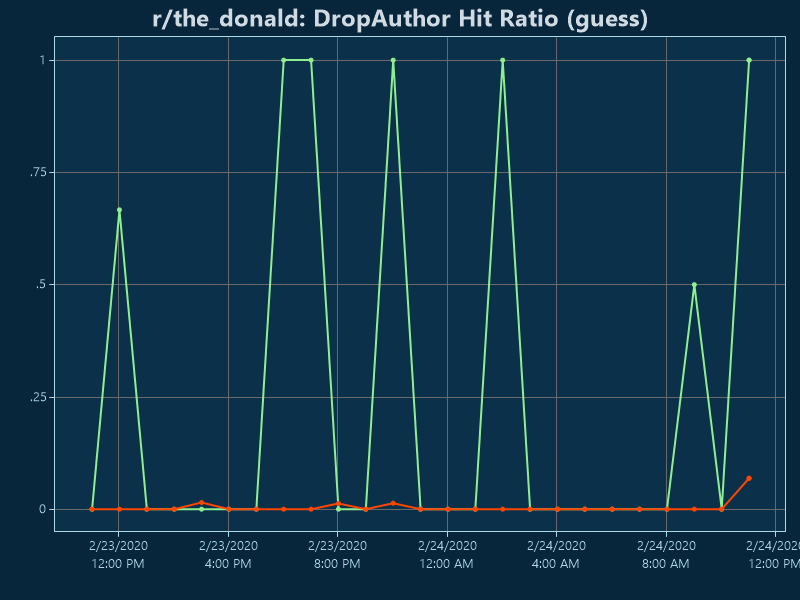 r/the_donald: DropAuthor Hit Ratio (guess)
1
.75
.5
.25
0
2/23/2020 2/23/2020 2/23/2020 2/24/2020 2/24/2020 2/24/2020 2/24/2020
12:00 PM 4:00 PM 8:00 PM 12:00 AM 4:00 AM 8:00 AM 12:00 PM